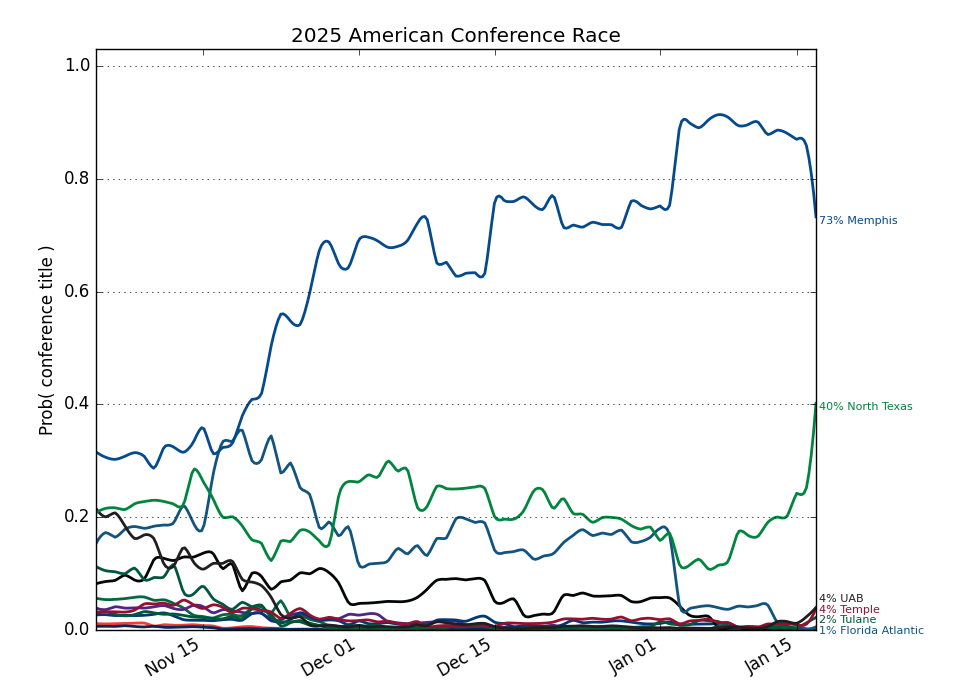 2025 American Conference Race
Prob( conference title )
1.0
0.8
0.6
0.4
0.2
0.0
Nov 15
Dec 01
Dec 15
Jan 01
Jan 15
73% Memphis
40% North Texas
4% UAB
4% Temple
2% Tulane
1% Florida Atlantic